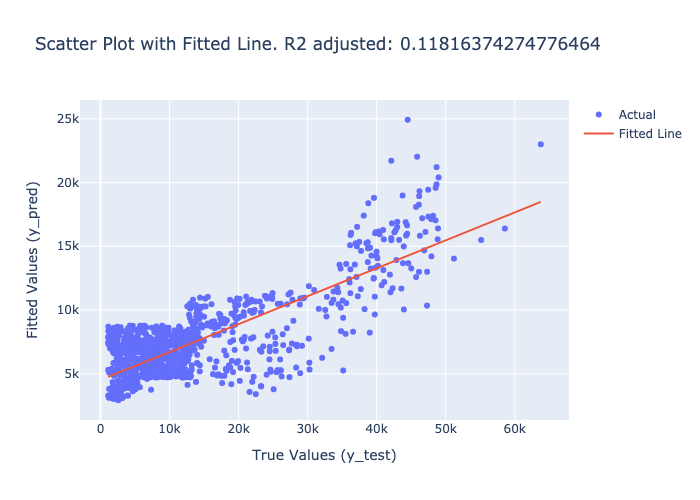 Scatter Plot with Fitted Line. R2 adjusted: 0.11816374274776464
Actual
Fitted Line
Fitted Values (y_pred)
25k
20k
15k
10k
5k
0
10k
20k
30k
40k
50k
60k
True Values (y_test)